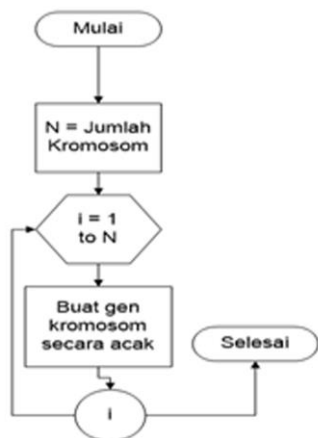 Mulai
N = Jumlah
Kromosom
i = 1
to N
Buat gen
kromosom
secara acak
Selesai
i